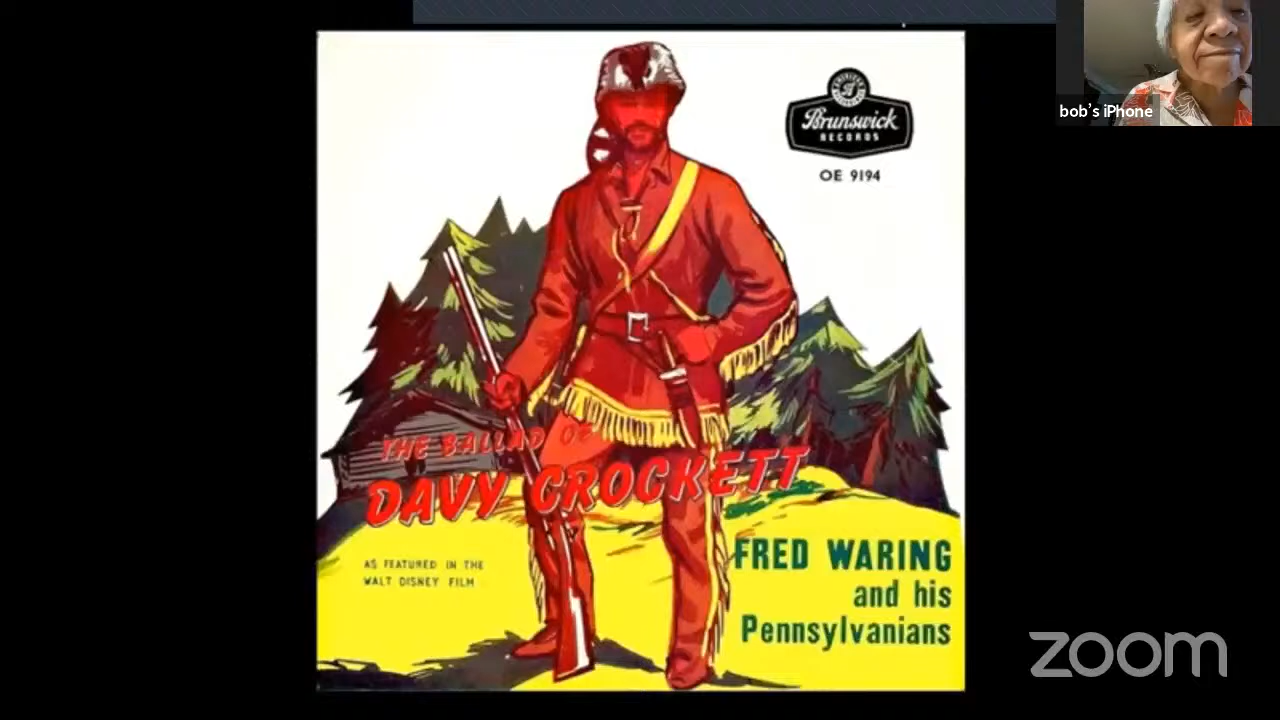 AMERICAN
Brunswick
RECORDS
OE 9194
bob's iPhone
THE BALLAD OF
DAVY CROCKETT
AS FEATURED IN THE
WALT DISNEY FILM
FRED WARING
and his
Pennsylvanians
zoom